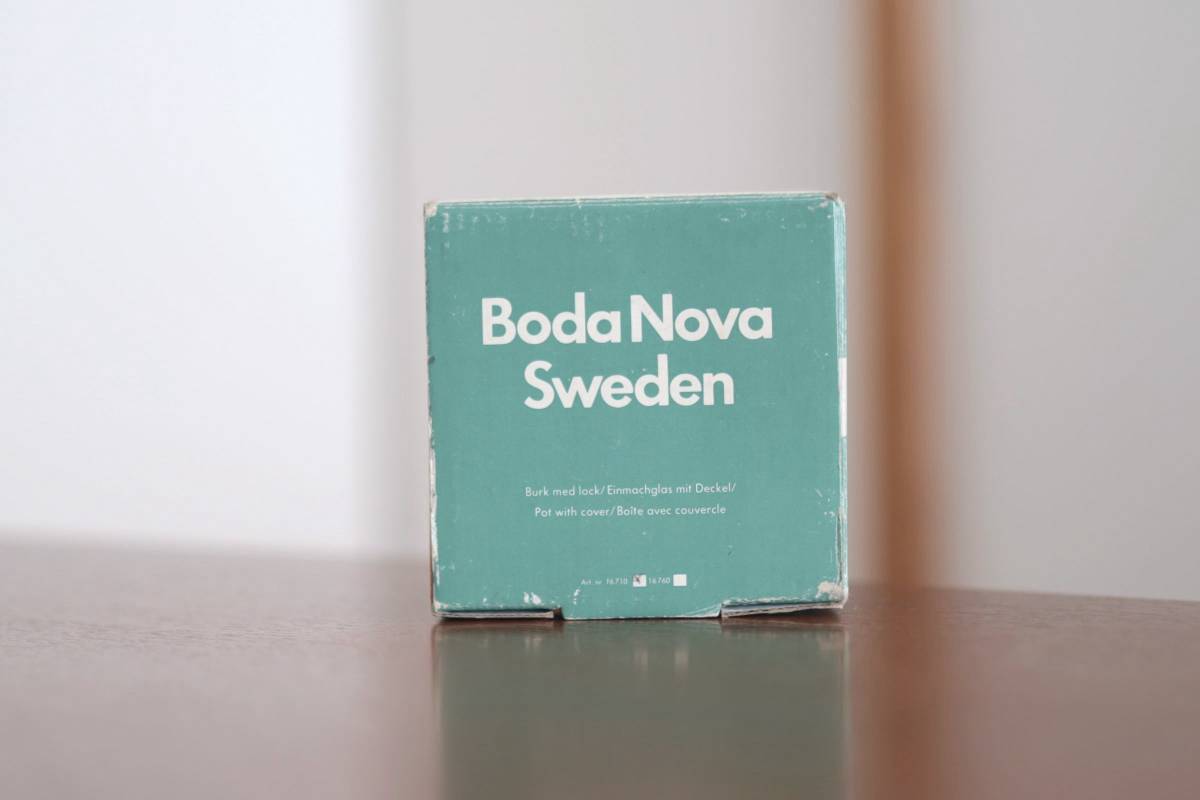 Boda Nova
Sweden
Burk med lock/Einmachglas mit Deckel/
Pot with cover/Boîte avec couvercle
Art. nr 16710 16760